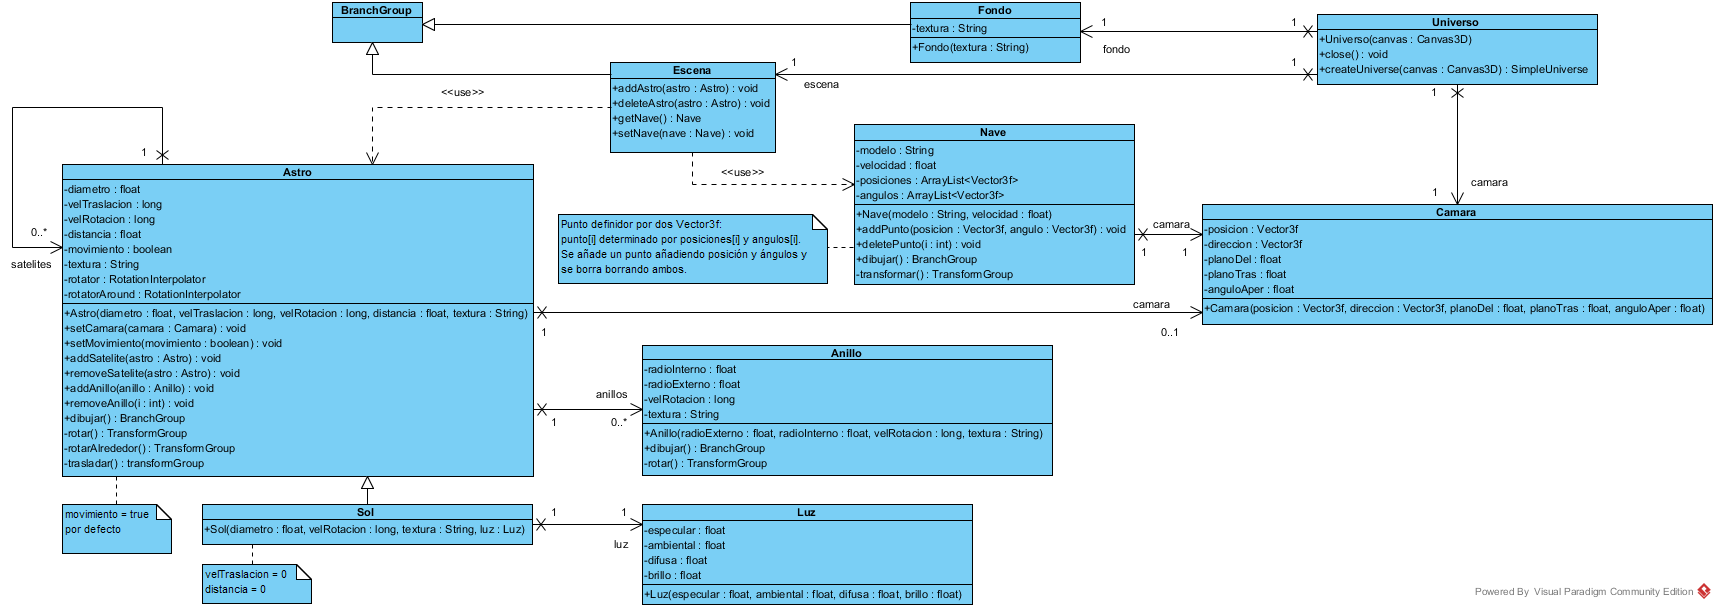 BranchGroup
Fondo
-textura : String
+Fondo(textura : String)
1
fondo
1
Universo
+Universo(canvas : Canvas3D)
+close() : void
+createUniverse(canvas : Canvas3D) : SimpleUniverse
1
escena
1
1
camara
1
Escena
+addAstro(astro : Astro) : void
+deleteAstro(astro : Astro) : void
+getNave() : Nave
+setNave(nave : Nave) : void
<<use>>
<<use>>
Nave
-modelo : String
-velocidad : float
-posiciones : ArrayList<Vector3f>
-angulos : ArrayList<Vector3f>
+Nave(modelo : String, velocidad : float)
+addPunto(posicion : Vector3f, angulo : Vector3f) : void
+deletePunto(i : int) : void
+dibujar() : BranchGroup
-transformar() : TransformGroup
Punto definidor por dos Vector3f:
punto[i] determinado por posiciones[i] y angulos[i].
Se añade un punto añadiendo posición y ángulos y
se borra borrando ambos.
camara
1
1
Camara
-posicion : Vector3f
-direccion : Vector3f
-planoDel : float
-planoTras : float
-anguloAper : float
+Camara(posicion : Vector3f, direccion : Vector3f, planoDel : float, planoTras : float, anguloAper : float)
1
0..*
satelites
Astro
-diametro : float
-velTraslacion : long
-velRotacion : long
-distancia : float
-movimiento : boolean
-textura : String
-rotator : RotationInterpolator
-rotatorAround : RotationInterpolator
+Astro(diametro : float, velTraslacion : long, velRotacion : long, distancia : float, textura : String)
+setCamara(camara : Camara) : void
+setMovimiento(movimiento : boolean) : void
+addSatelite(astro : Astro) : void
+removeSatelite(astro : Astro) : void
+addAnillo(anillo : Anillo) : void
+removeAnillo(i : int) : void
+dibujar() : BranchGroup
-rotar() : TransformGroup
-rotarAlrededor() : TransformGroup
-trasladar() : transformGroup
camara
1
0..1
anillos
1
0..*
Anillo
-radioInterno : float
-radioExterno : float
-velRotacion : long
-textura : String
+Anillo(radioExterno : float, radioInterno : float, velRotacion : long, textura : String)
+dibujar() : BranchGroup
-rotar() : TransformGroup
movimiento = true
por defecto
Sol
+Sol(diametro : float, velRotacion : long, textura : String, luz : Luz)
velTraslacion = 0
distancia = 0
1
1
luz
Luz
-especular : float
-ambiental : float
-difusa : float
-brillo : float
+Luz(especular : float, ambiental : float, difusa : float, brillo : float)
Powered By Visual Paradigm Community Edition